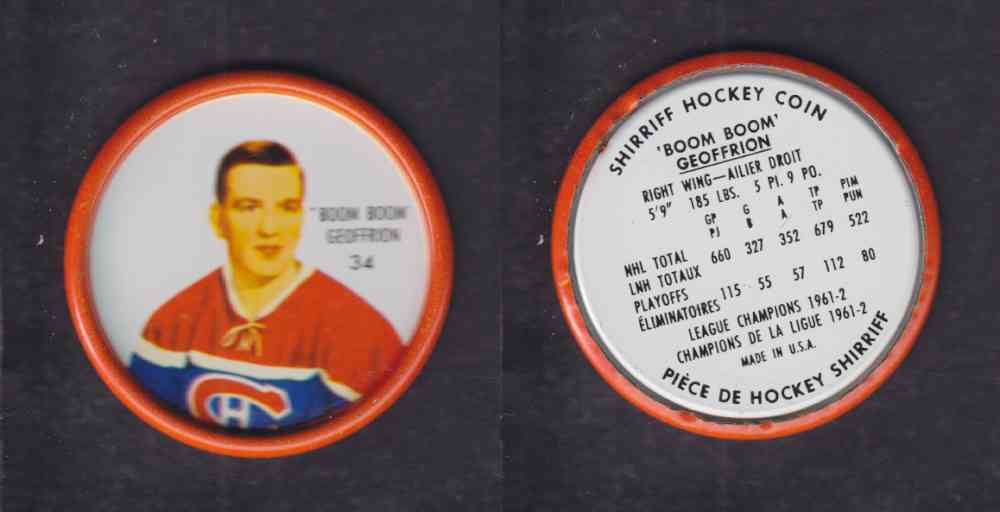 "BOOM BOOM"
GEOFFRION
34
SHIRRIFF HOCKEY COIN
'BOOM BOOM'
GEOFFRION
RIGHT WING—AILIER DROIT
5'9" 185 LBS. 5 PI. 9 PO.
GP G A TP PIM
PJ B A TP PUN
NHL TOTAL
LNH TOTAUX 660 327 352 679 522
PLAYOFFS
ÉLIMINATOIRES 115 55 57 112 80
LEAGUE CHAMPIONS 1961-2
CHAMPIONS DE LA LIGUE 1961-2
MADE IN U.S.A.
PIÈCE DE HOCKEY SHIRRIFF